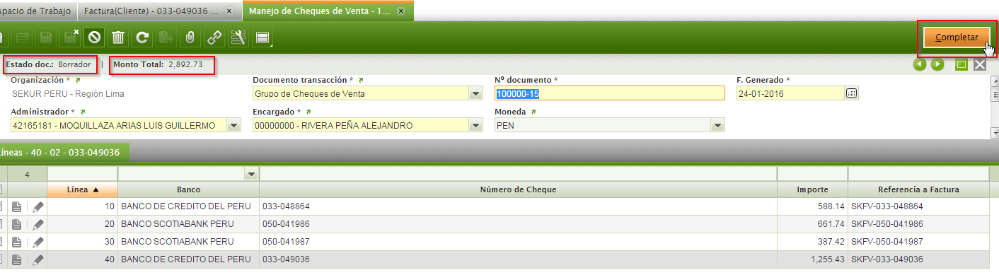 spacio de Trabajo Factura(Cliente) - 033-049036 ... Manejo de Cheques de Venta - 1...
Completar
Estado doc.: Borrador | Monto Total: 2,892.73
Organización * Documento transacción * Nº documento * F. Generado *
SEKUR PERU - Región Lima Grupo de Cheques de Venta 100000-15 24-01-2016
Administrador * Encargado * Moneda
42165181 - MOQUILLAZA ARIAS LUIS GUILLERMO 00000000 - RIVERA PEÑA ALEJANDRO PEN
Líneas - 40 - 02 - 033-049036
4
Línea Banco Número de Cheque Importe Referencia a Factura
10 BANCO DE CREDITO DEL PERU 033-048864 588.14 SKFV-033-048864
20 BANCO SCOTIABANK PERU 050-041986 661.74 SKFV-050-041986
30 BANCO SCOTIABANK PERU 050-041987 387.42 SKFV-050-041987
40 BANCO DE CREDITO DEL PERU 033-049036 1,255.43 SKFV-033-049036